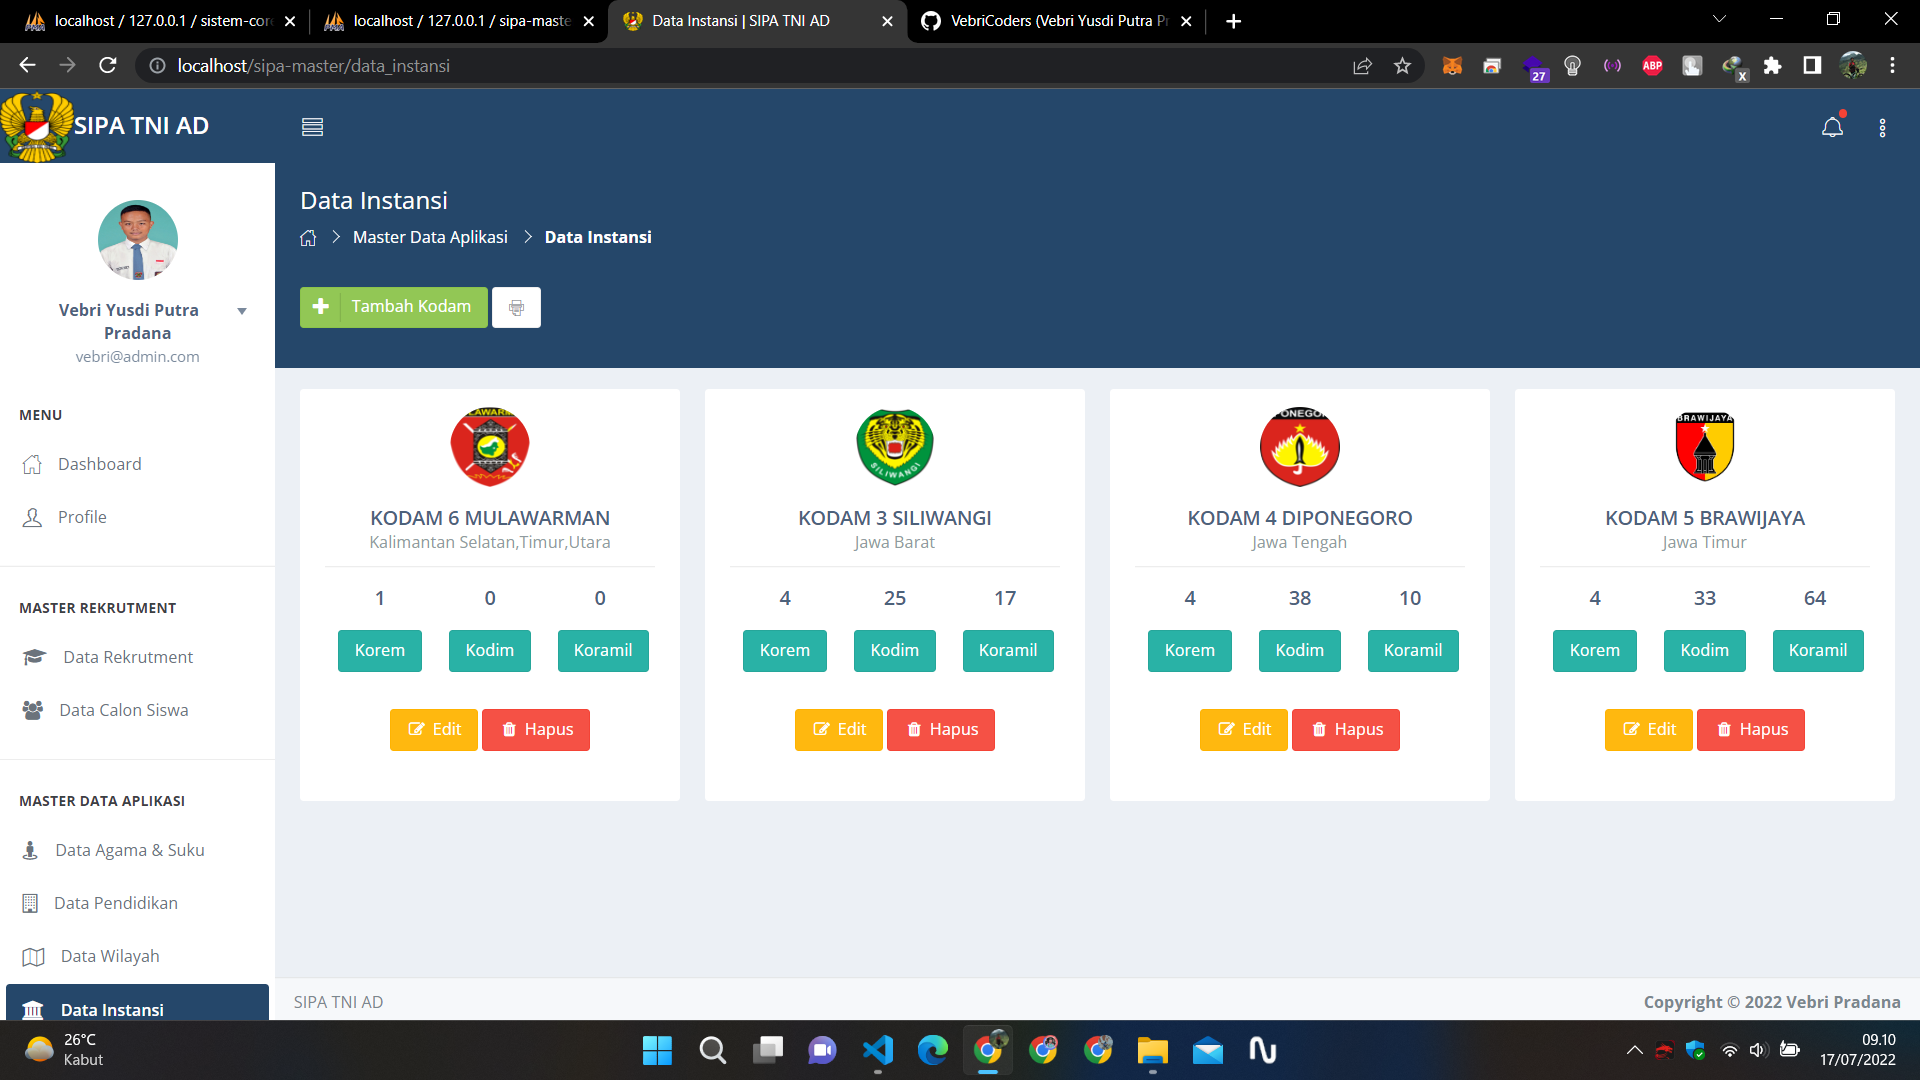 localhost / 127.0.0.1 / sistem-cor
localhost / 127.0.0.1 / sipa-maste
Data Instansi | SIPA TNI AD
VebriCoders (Vebri Yusdi Putra Pr
localhost/sipa-master/data_instansi
27
ABP
X
SIPA TNI AD
Vebri Yusdi Putra
Pradana
vebri@admin.com
MENU
Dashboard
Profile
MASTER REKRUTMENT
Data Rekrutment
Data Calon Siswa
MASTER DATA APLIKASI
Data Agama & Suku
Data Pendidikan
Data Wilayah
Data Instansi
Data Instansi
Master Data Aplikasi
Data Instansi
Tambah Kodam
KODAM 6 MULAWARMAN
Kalimantan Selatan,Timur,Utara
1 0 0
Korem Kodim Koramil
Edit Hapus
SILIWANGI
KODAM 3 SILIWANGI
Jawa Barat
4 25 17
Korem Kodim Koramil
Edit Hapus
KODAM 4 DIPONEGORO
Jawa Tengah
4 38 10
Korem Kodim Koramil
Edit Hapus
BRAWIJAYA
KODAM 5 BRAWIJAYA
Jawa Timur
4 33 64
Korem Kodim Koramil
Edit Hapus
SIPA TNI AD
Copyright © 2022 Vebri Pradana
26°C
Kabut
09.10
17/07/2022